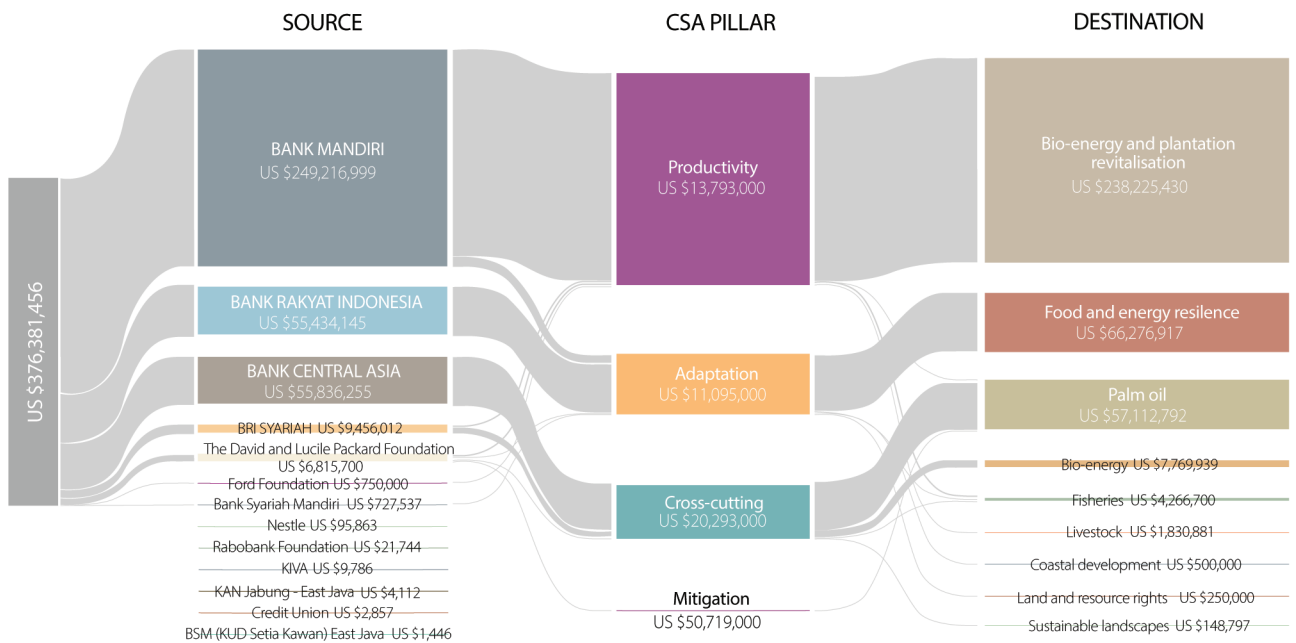 SOURCE
CSA PILLAR
DESTINATION
US $376,381,456
BANK MANDIRI
US $249,216,999
BANK RAKYAT INDONESIA
US $55,434,145
BANK CENTRAL ASIA
US $55,836,255
BRI SYARIAH US $9,456,012
The David and Lucile Packard Foundation
US $6,815,700
Ford Foundation US $750,000
Bank Syariah Mandiri US $727,537
Nestle US $95,863
Rabobank Foundation US $21,744
KIVA US $9,786
KAN Jabung - East Java US $4,112
Credit Union US $2,857
BSM (KUD Setia Kawan) East Java US $1,446
Productivity
US $13,793,000
Adaptation
US $11,095,000
Cross-cutting
US $20,293,000
Mitigation
US $50,719,000
Bio-energy and plantation
revitalisation
US $238,225,430
Food and energy resilence
US $66,276,917
Palm oil
US $57,112,792
Bio-energy US $7,769,939
Fisheries US $4,266,700
Livestock US $1,830,881
Coastal development US $500,000
Land and resource rights US $250,000
Sustainable landscapes US $148,797